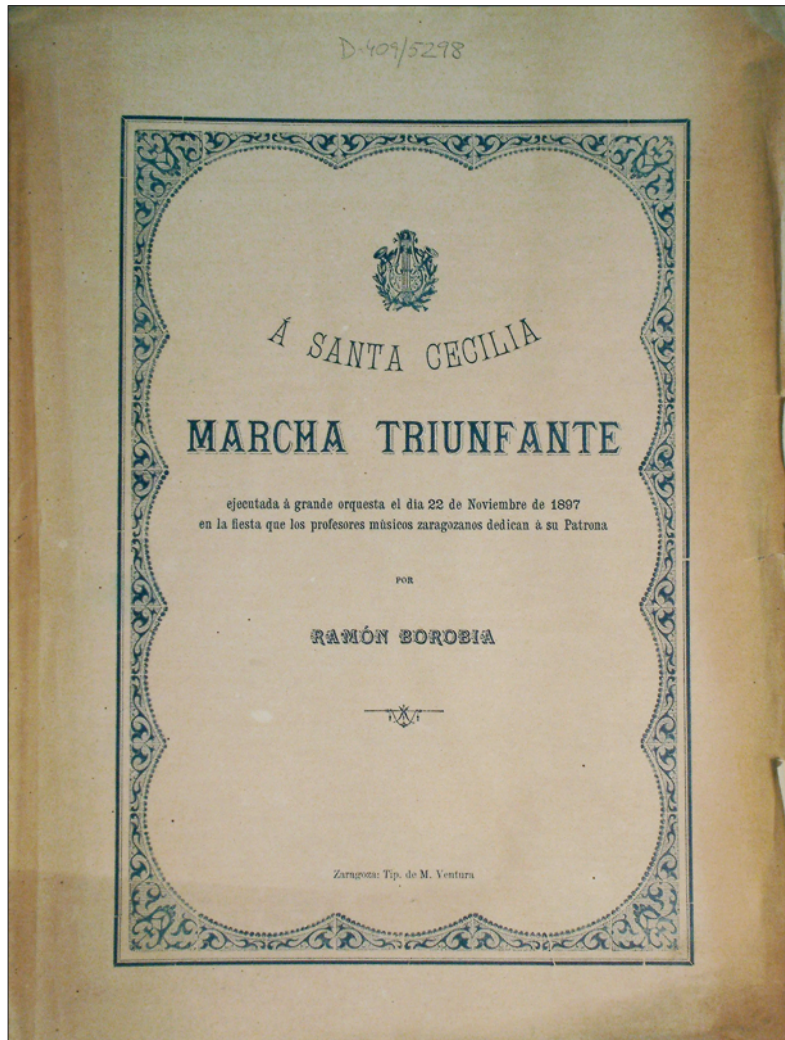 D-409/5298
Á SANTA CECILIA
MARCHA TRIUNFANTE
ejecutada á grande orquesta el dia 22 de Noviembre de 1897
en la fiesta que los profesores músicos zaragozanos dedican á su Patrona
POR
RAMÓN BOROBIA
Zaragoza: Tip. de M. Ventura